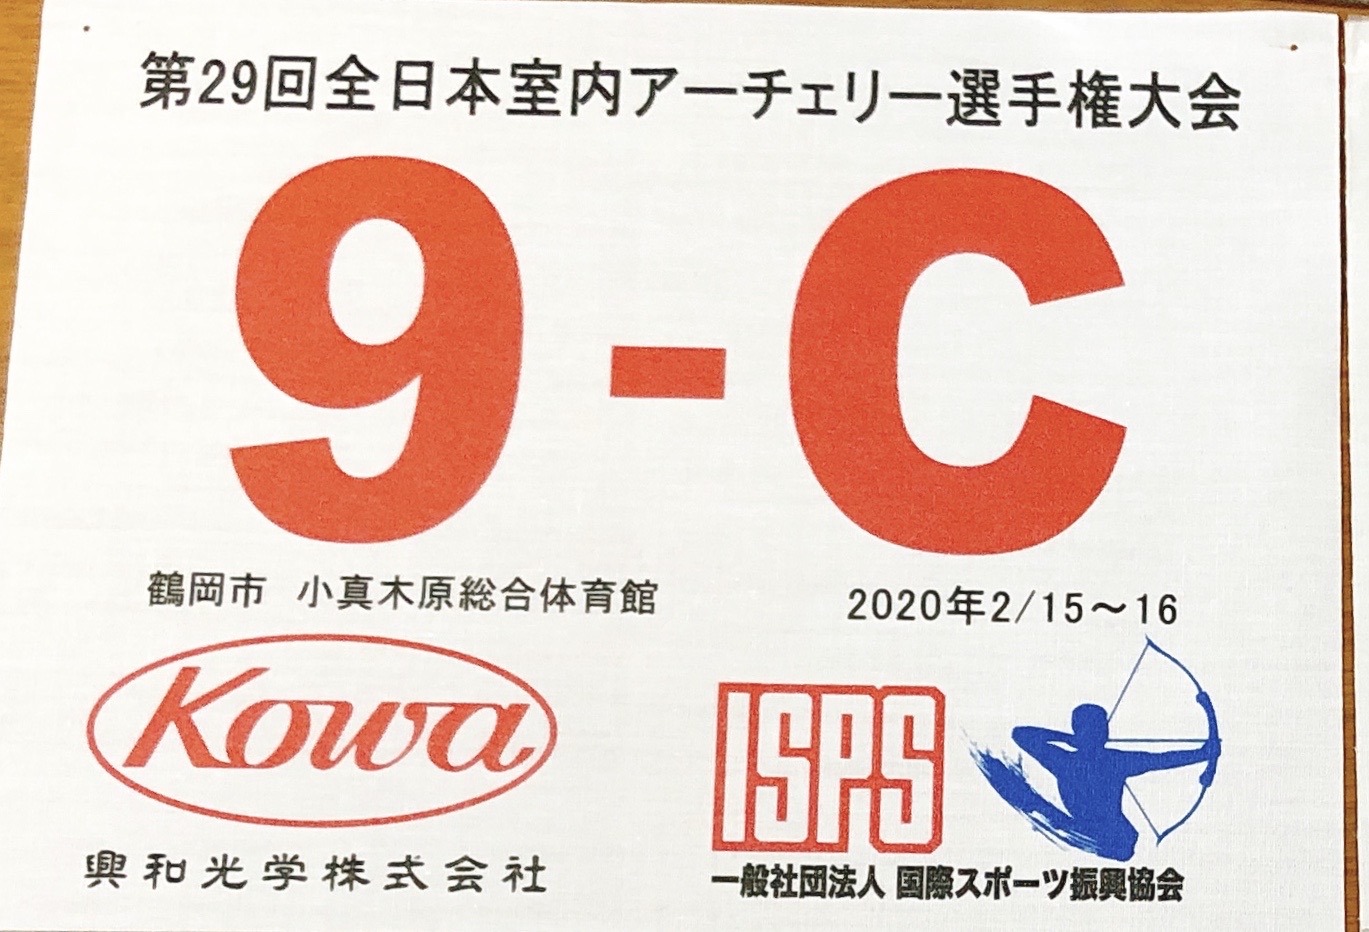 第29回全日本室内アーチェリー選手権大会
9-C
鶴岡市 小真木原総合体育館
2020年2/15～16
Kowa
興和光学株式会社
ISPS
一般社団法人 国際スポーツ振興協会